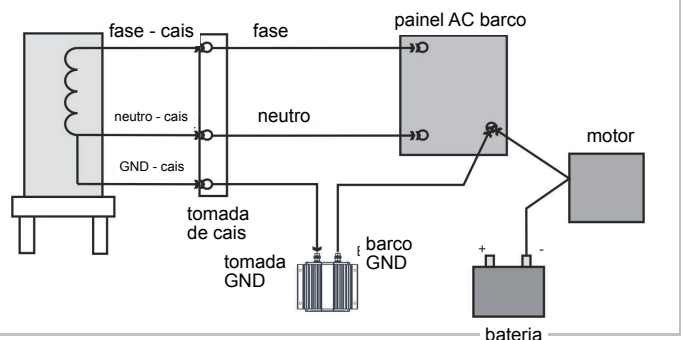 painel AC barco
fase - cais
fase
neutro - cais
neutro
motor
GND - cais
tomada
de cais
tomada
GND
barco
GND
+
-
bateria